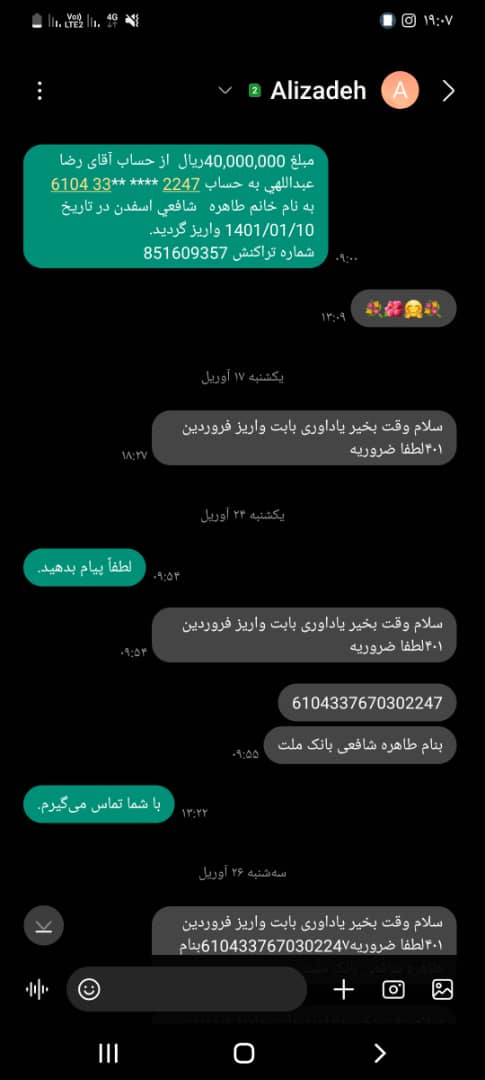 ۱۹:۰۷
4G
Vo))
LTE2
Alizadeh
2
A
مبلغ 40,000,000ریال از حساب آقای رضا
عبداللهي به حساب 2247 **** **33 6104
به نام خانم طاهره شافعي اسفدن در تاریخ
1401/01/10 واریز گردید.
شماره تراکنش 851609357
۰۹:۰۰
💐🌺🤗💐
۱۳:۰۹
یکشنبه ۱۷ آوریل
سلام وقت بخیر یاداوری بابت واریز فروردین
۴۰۱لطفا ضروریه
۱۸:۲۷
یکشنبه ۲۴ آوریل
لطفاً پیام بدهید.
۰۹:۵۴
سلام وقت بخیر یاداوری بابت واریز فروردین
۴۰۱لطفا ضروریه
۰۹:۵۴
6104337670302247
بنام طاهره شافعی بانک ملت
۰۹:۵۵
با شما تماس می‌گیرم.
۱۳:۲۲
سه‌شنبه ۲۶ آوریل
سلام وقت بخیر یاداوری بابت واریز فروردین
۴۰۱لطفا ضروریه610433767030224۷بنام